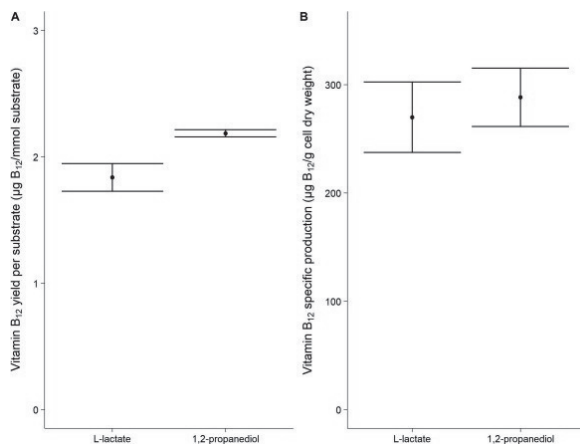 A
Vitamin B₁₂ yield per substrate (µg B₁₂/mmol substrate)
3
2
1
0
L-lactate
1,2-propanediol
B
Vitamin B₁₂ specific production (µg B₁₂/g cell dry weight)
300
200
100
0
L-lactate
1,2-propanediol